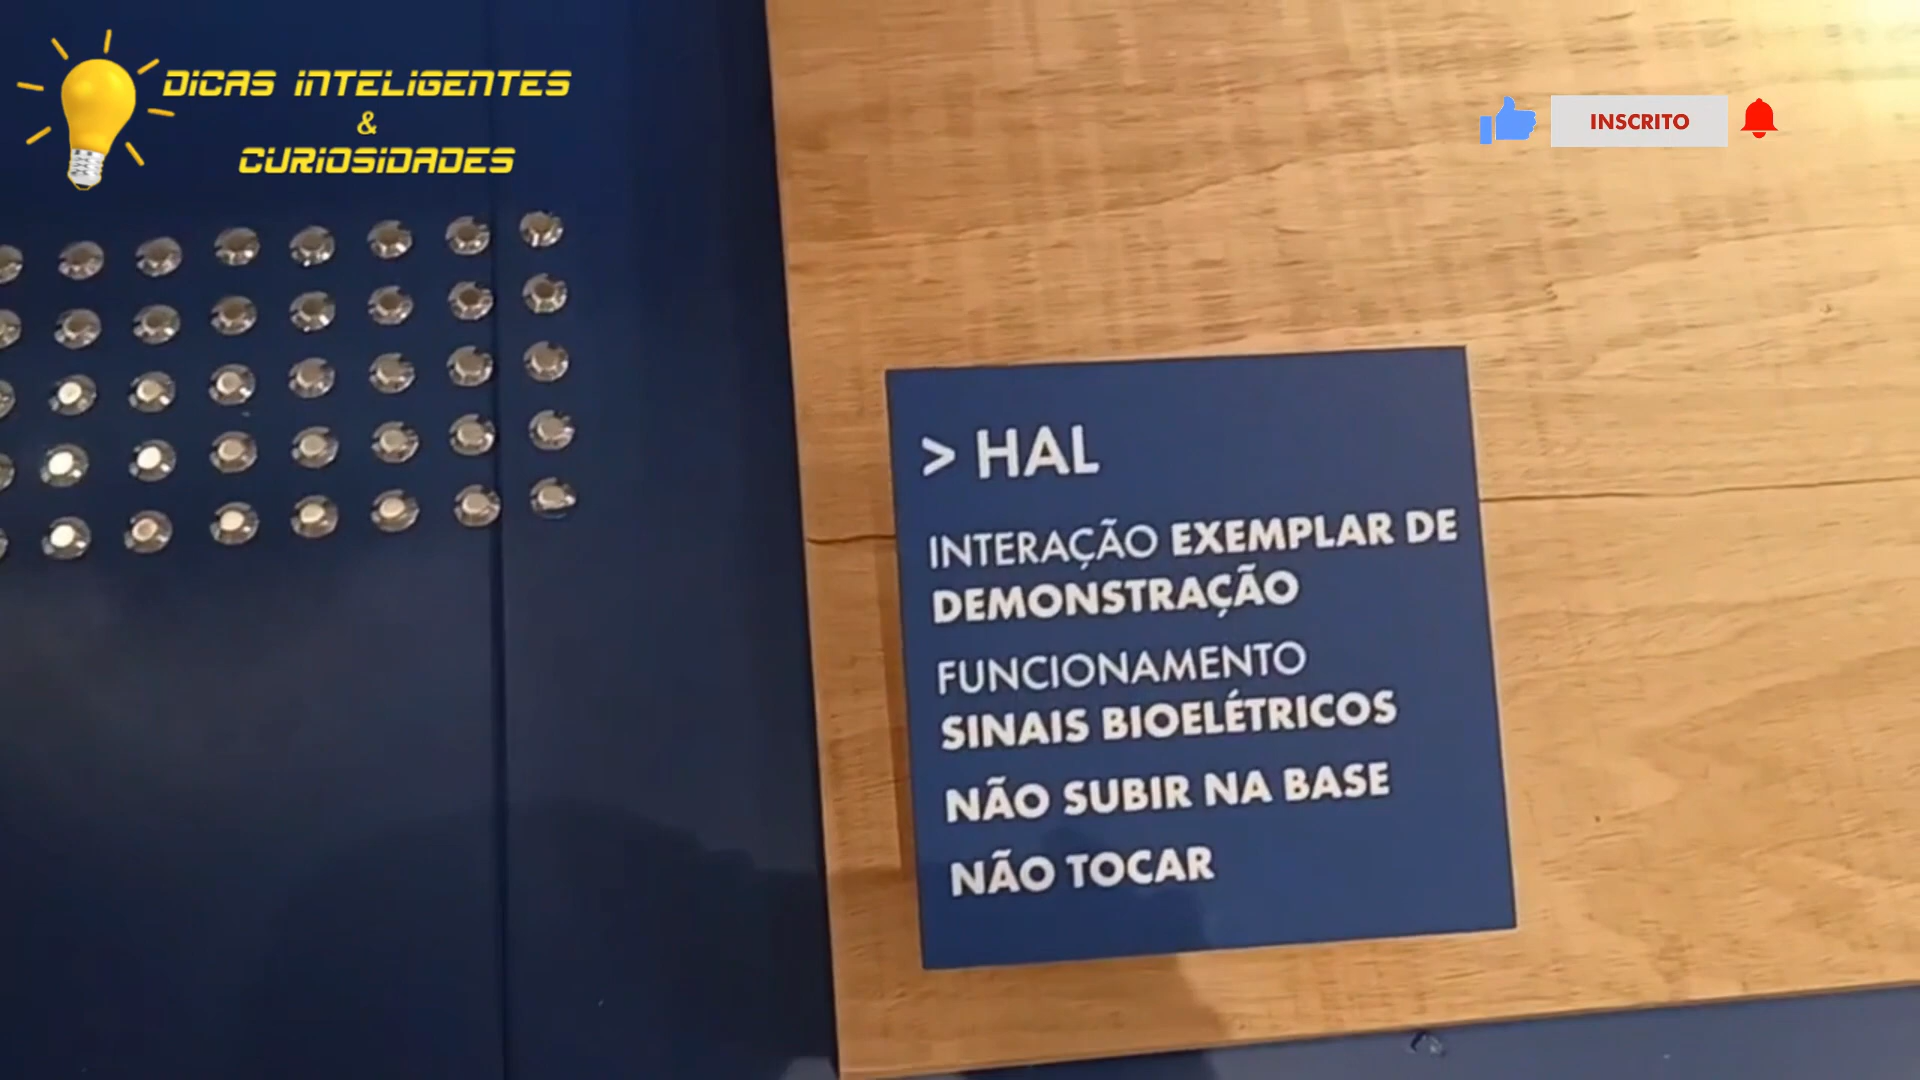 DICAS INTELIGENTES
&
CURIOSIDADES
INSCRITO
> HAL
INTERAÇÃO EXEMPLAR DE
DEMONSTRAÇÃO
FUNCIONAMENTO
SINAIS BIOELÉTRICOS
NÃO SUBIR NA BASE
NÃO TOCAR